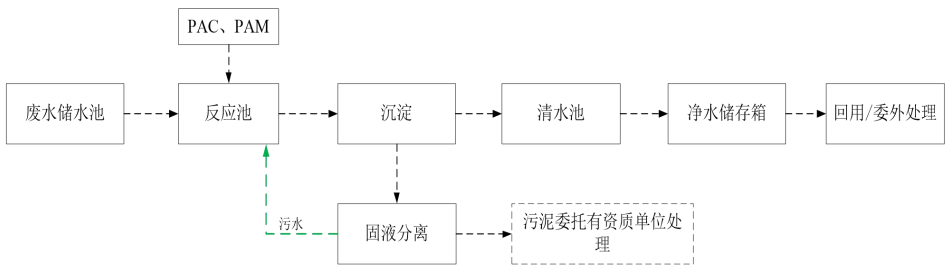 PAC、PAM
废水储水池
反应池
沉淀
清水池
净水储存箱
回用/委外处理
污水
固液分离
污泥委托有资质单位处
理